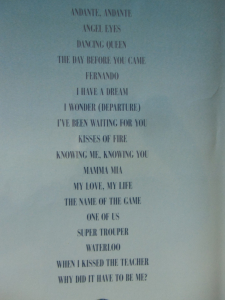 ANDANTE, ANDANTE
ANGEL EYES
DANCING QUEEN
THE DAY BEFORE YOU CAME
FERNANDO
I HAVE A DREAM
I WONDER (DEPARTURE)
I'VE BEEN WAITING FOR YOU
KISSES OF FIRE
KNOWING ME, KNOWING YOU
MAMMA MIA
MY LOVE, MY LIFE
THE NAME OF THE GAME
ONE OF US
SUPER TROUPER
WATERLOO
WHEN I KISSED THE TEACHER
WHY DID IT HAVE TO BE ME?